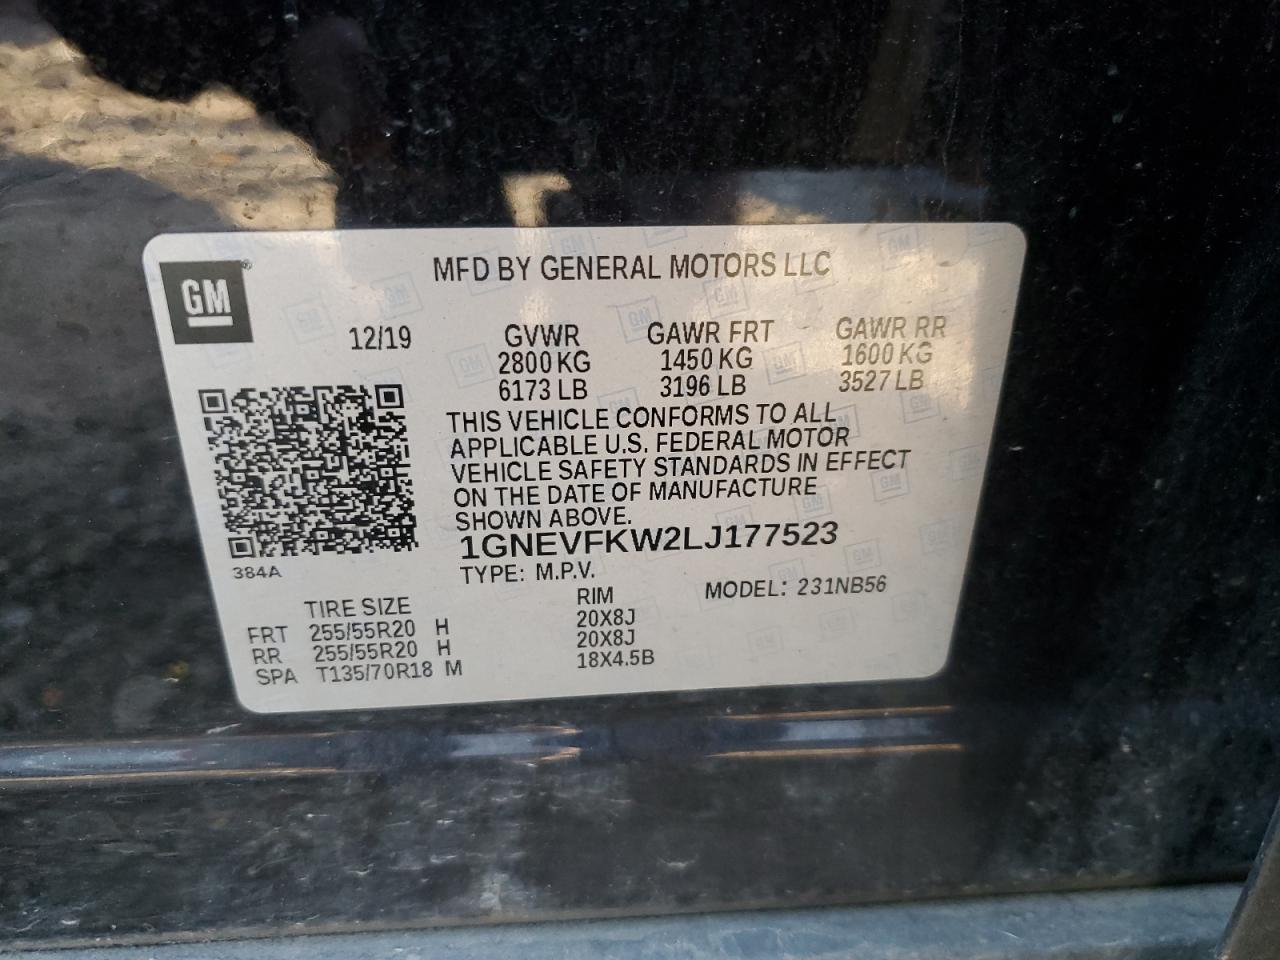 GM
MFD BY GENERAL MOTORS LLC
12/19 GVWR GAWR FRT GAWR RR
2800 KG 1450 KG 1600 KG
6173 LB 3196 LB 3527 LB
THIS VEHICLE CONFORMS TO ALL
APPLICABLE U.S. FEDERAL MOTOR
VEHICLE SAFETY STANDARDS IN EFFECT
ON THE DATE OF MANUFACTURE
SHOWN ABOVE.
1GNEVFKW2LJ177523
384A
TYPE: M.P.V. MODEL: 231NB56
TIRE SIZE RIM
FRT 255/55R20 H 20X8J
RR 255/55R20 H 20X8J
SPA T135/70R18 M 18X4.5B